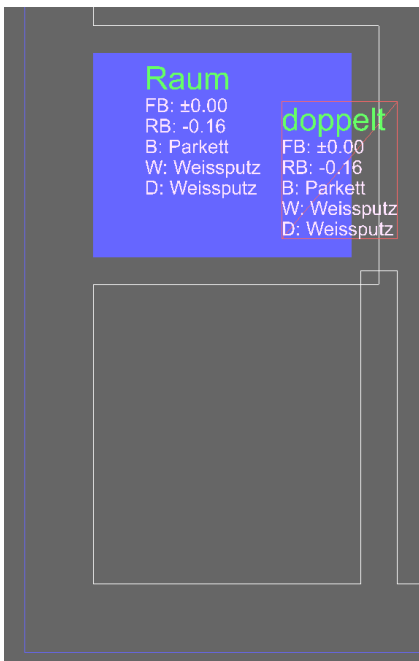 Raum
FB: ±0.00
RB: -0.16
B: Parkett
W: Weissputz
D: Weissputz
doppelt
FB: ±0.00
RB: -0.16
B: Parkett
W: Weissputz
D: Weissputz